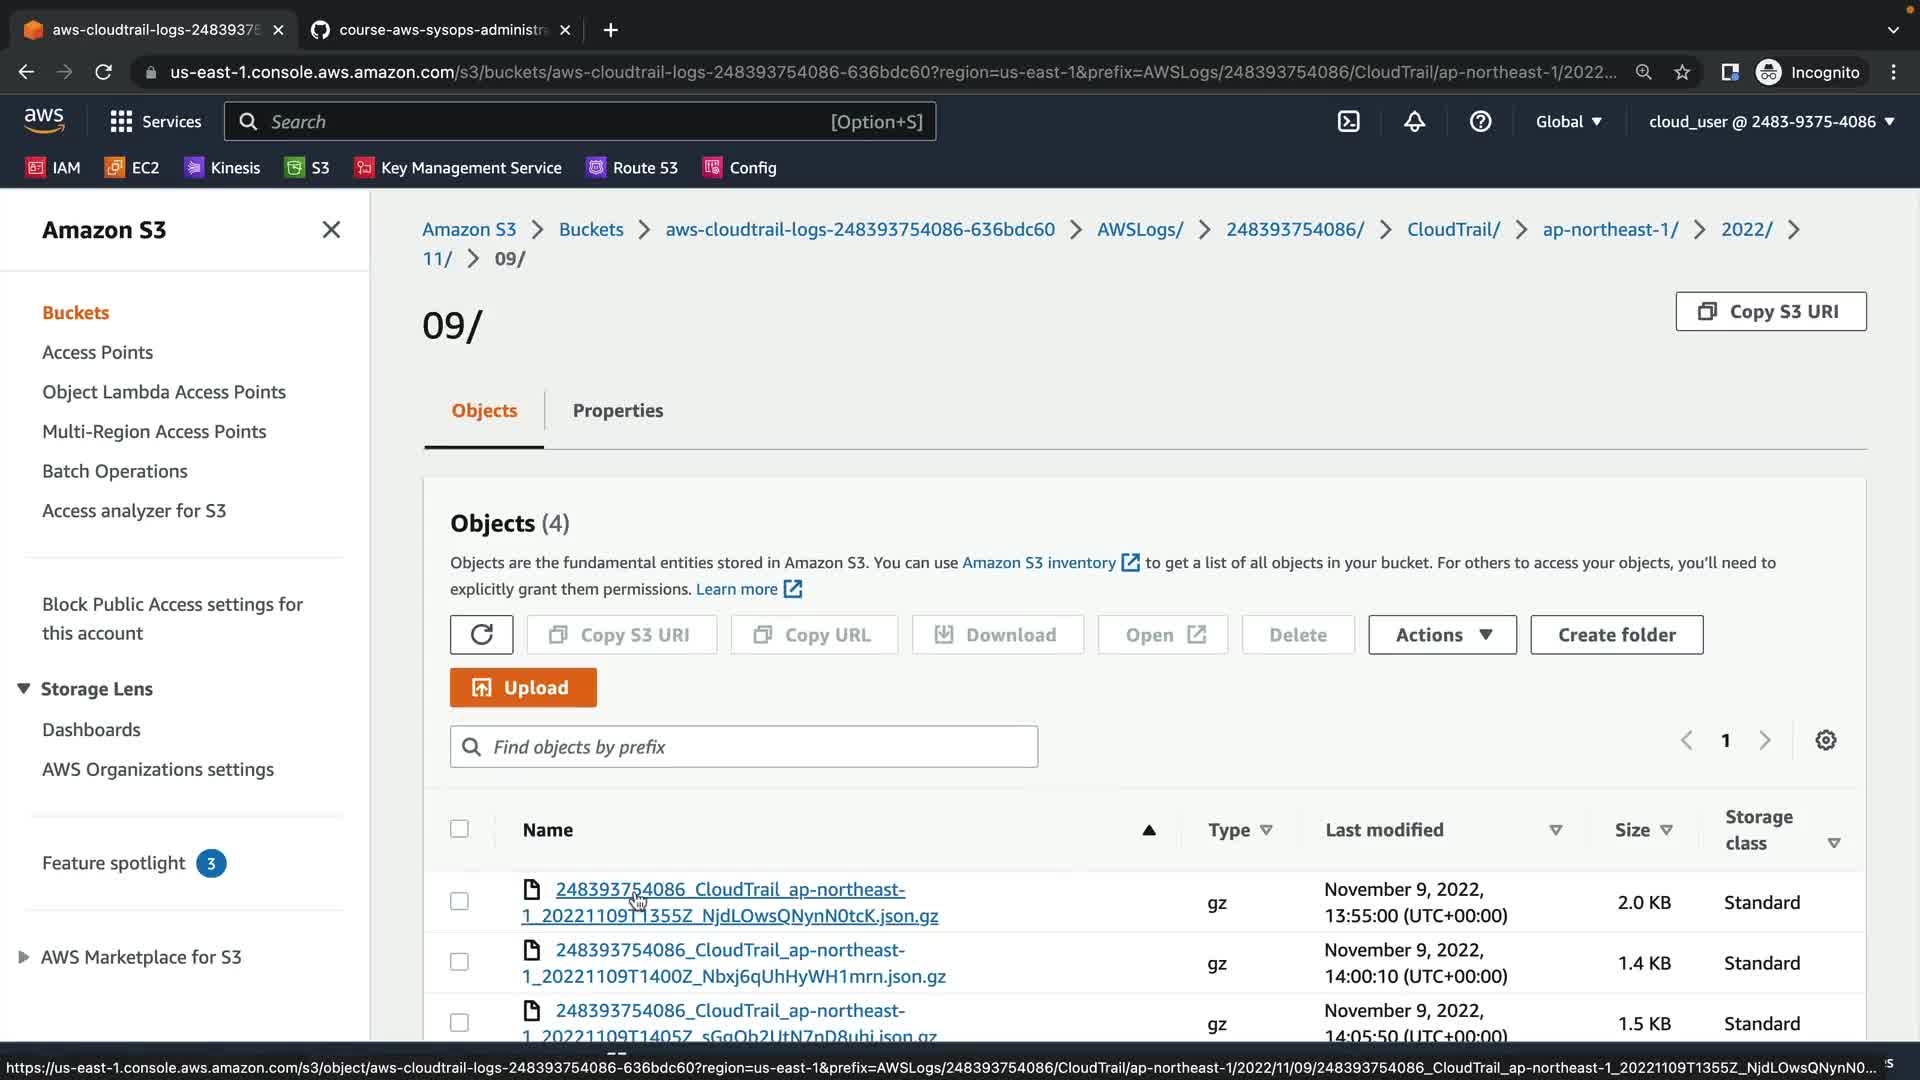 aws-cloudtrail-logs-24839375
course-aws-sysops-administra
us-east-1.console.aws.amazon.com/s3/buckets/aws-cloudtrail-logs-248393754086-636bdc60?region=us-east-1&prefix=AWSLogs/248393754086/CloudTrail/ap-northeast-1/2022...
Incognito
aws
Services
Search
[Option+S]
Global
cloud_user @ 2483-9375-4086
IAM
EC2
Kinesis
S3
Key Management Service
Route 53
Config
Amazon S3
Buckets
Access Points
Object Lambda Access Points
Multi-Region Access Points
Batch Operations
Access analyzer for S3
Block Public Access settings for
this account
Storage Lens
Dashboards
AWS Organizations settings
Feature spotlight 3
AWS Marketplace for S3
Amazon S3 > Buckets > aws-cloudtrail-logs-248393754086-636bdc60 > AWSLogs/ > 248393754086/ > CloudTrail/ > ap-northeast-1/ > 2022/ >
11/ > 09/
09/
Copy S3 URI
Objects
Properties
Objects (4)
Objects are the fundamental entities stored in Amazon S3. You can use Amazon S3 inventory to get a list of all objects in your bucket. For others to access your objects, you'll need to
explicitly grant them permissions. Learn more
Copy S3 URI
Copy URL
Download
Open
Delete
Actions
Create folder
Upload
Find objects by prefix
1
Name
Type
Last modified
Size
Storage
class
248393754086_CloudTrail_ap-northeast-
1_20221109T1355Z_NjdLOwsQNynN0tcK.json.gz
gz
November 9, 2022,
13:55:00 (UTC+00:00)
2.0 KB
Standard
248393754086_CloudTrail_ap-northeast-
1_20221109T1400Z_Nbxj6qUhHyWH1mrn.json.gz
gz
November 9, 2022,
14:00:10 (UTC+00:00)
1.4 KB
Standard
248393754086_CloudTrail_ap-northeast-
1_20221109T1405Z_sGgOb2UtN7nD8uhi.json.gz
gz
November 9, 2022,
14:05:50 (UTC+00:00)
1.5 KB
Standard
https://us-east-1.console.aws.amazon.com/s3/object/aws-cloudtrail-logs-248393754086-636bdc60?region=us-east-1&prefix=AWSLogs/248393754086/CloudTrail/ap-northeast-1/2022/11/09/248393754086_CloudTrail_ap-northeast-1_20221109T1355Z_NjdLOwsQNynN0...